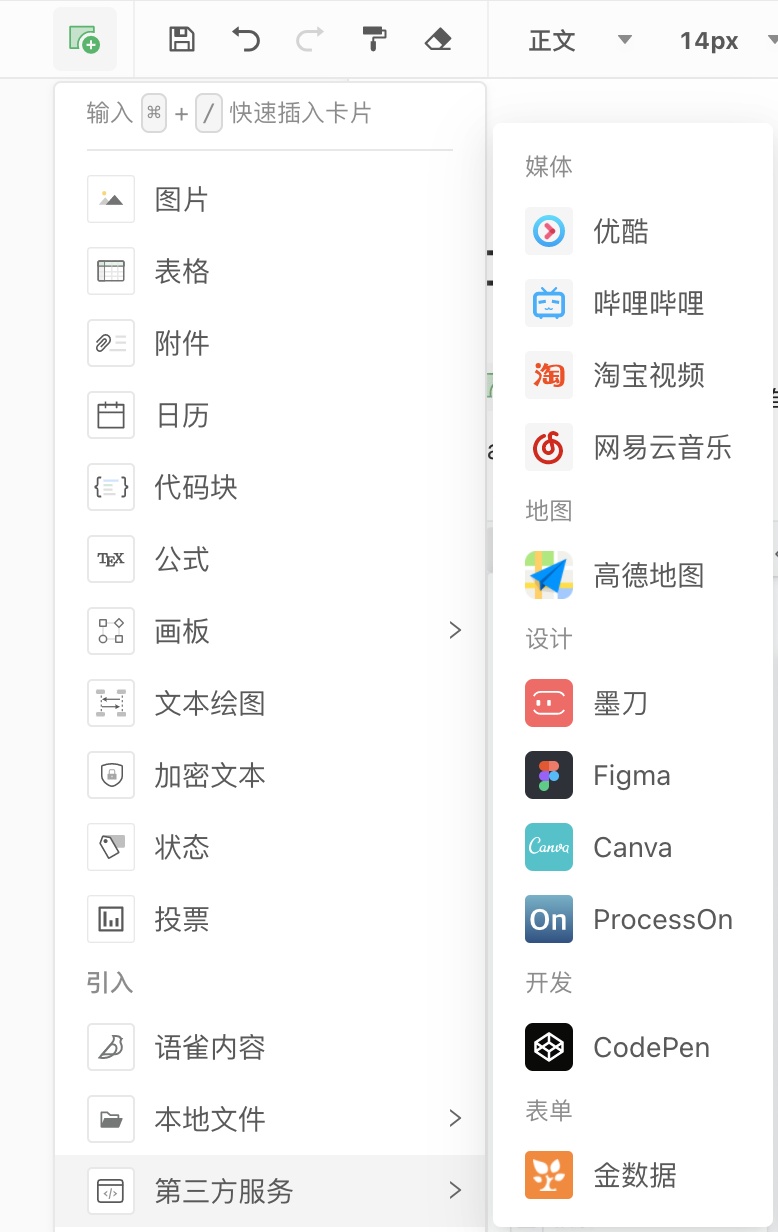 正文 14px
输入 ⌘ + / 快速插入卡片
图片
表格
附件
日历
代码块
TEX 公式
画板
文本绘图
加密文本
状态
投票
引入
语雀内容
本地文件
第三方服务
媒体
优酷
哔哩哔哩
淘 淘宝视频
网易云音乐
地图
高德地图
设计
墨刀
Figma
Canva Canva
On ProcessOn
开发
CodePen
表单
金数据